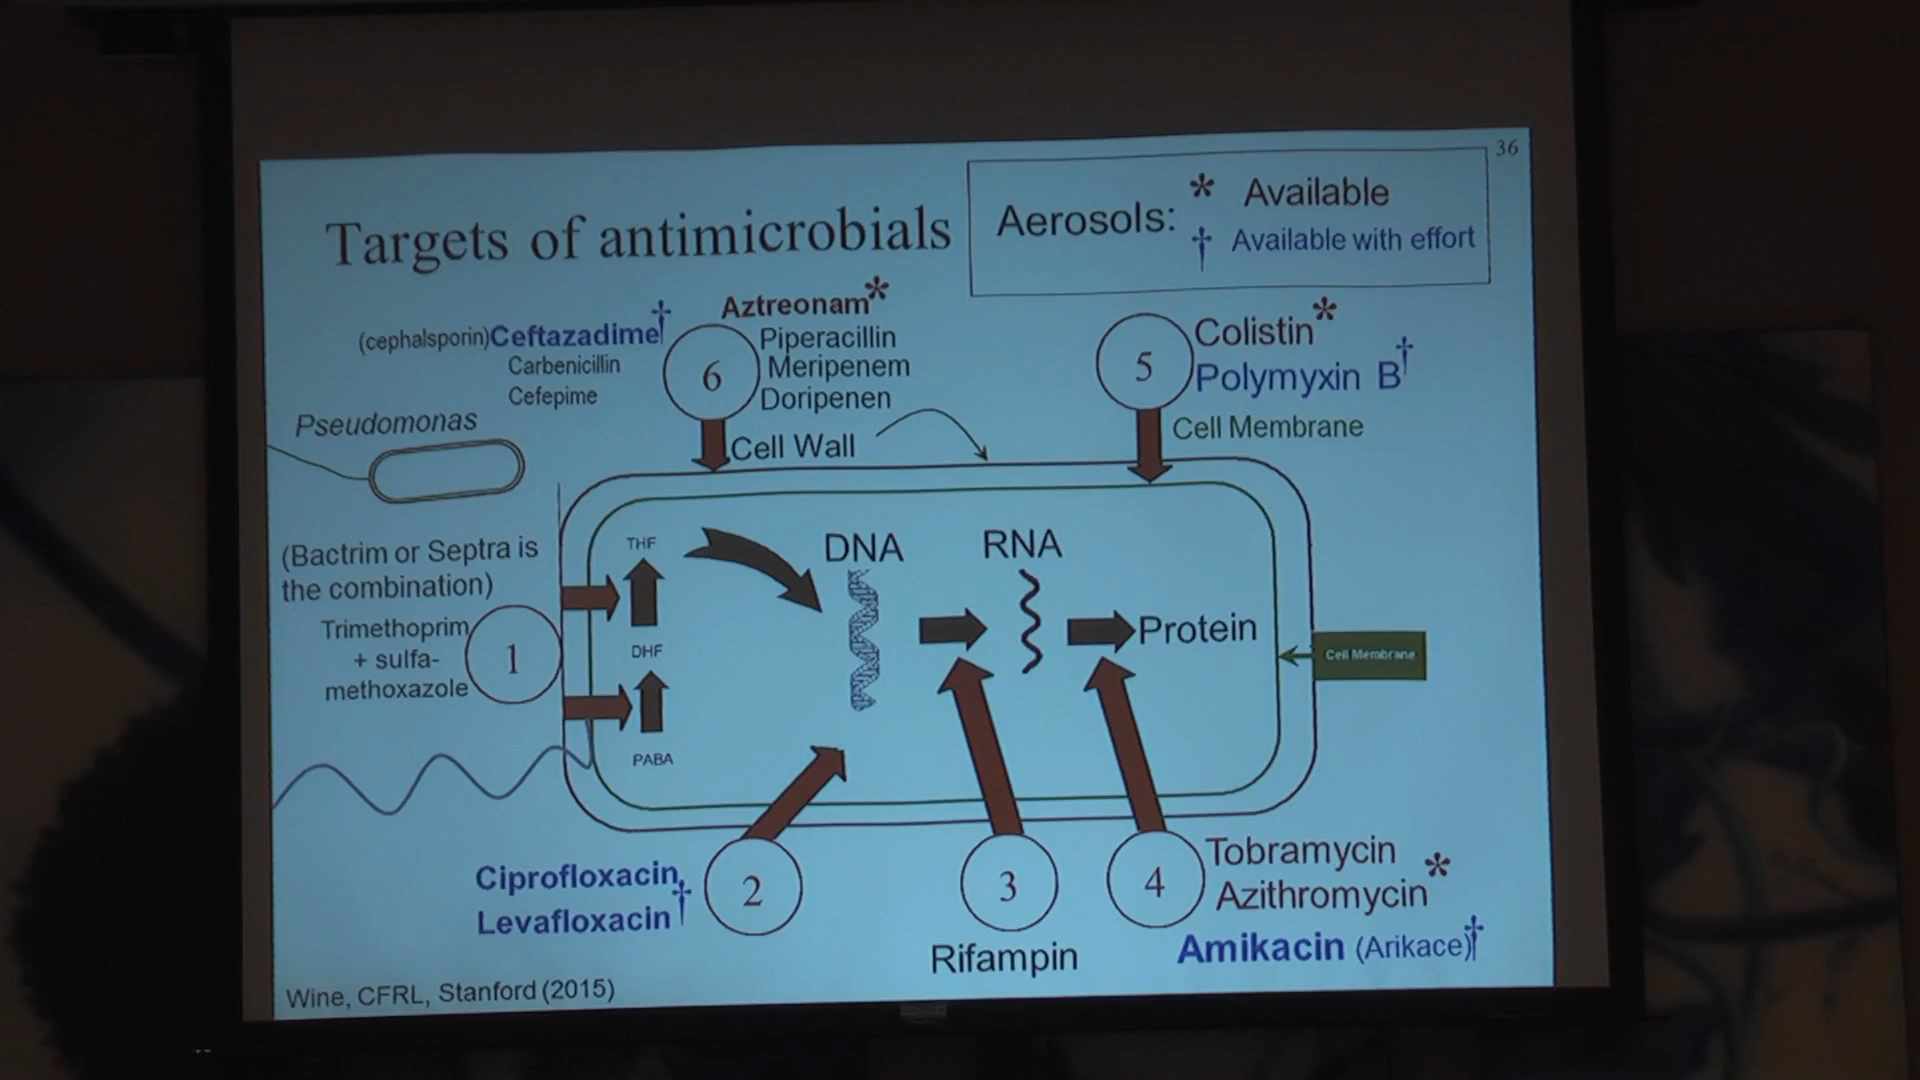 36
Targets of antimicrobials
Aerosols:
* Available
† Available with effort
(cephalsporin)Ceftazadime†
Carbenicillin
Cefepime
6
Aztreonam*
Piperacillin
Meripenem
Doripenen
Cell Wall
5
Colistin*
Polymyxin B†
Cell Membrane
Pseudomonas
(Bactrim or Septra is
the combination)
Trimethoprim
+ sulfa-
methoxazole
1
THF
DHF
PABA
DNA
RNA
Protein
Cell Membrane
Ciprofloxacin
Levafloxacin†
2
3
Rifampin
4
Tobramycin
Azithromycin*
Amikacin (Arikace)†
Wine, CFRL, Stanford (2015)